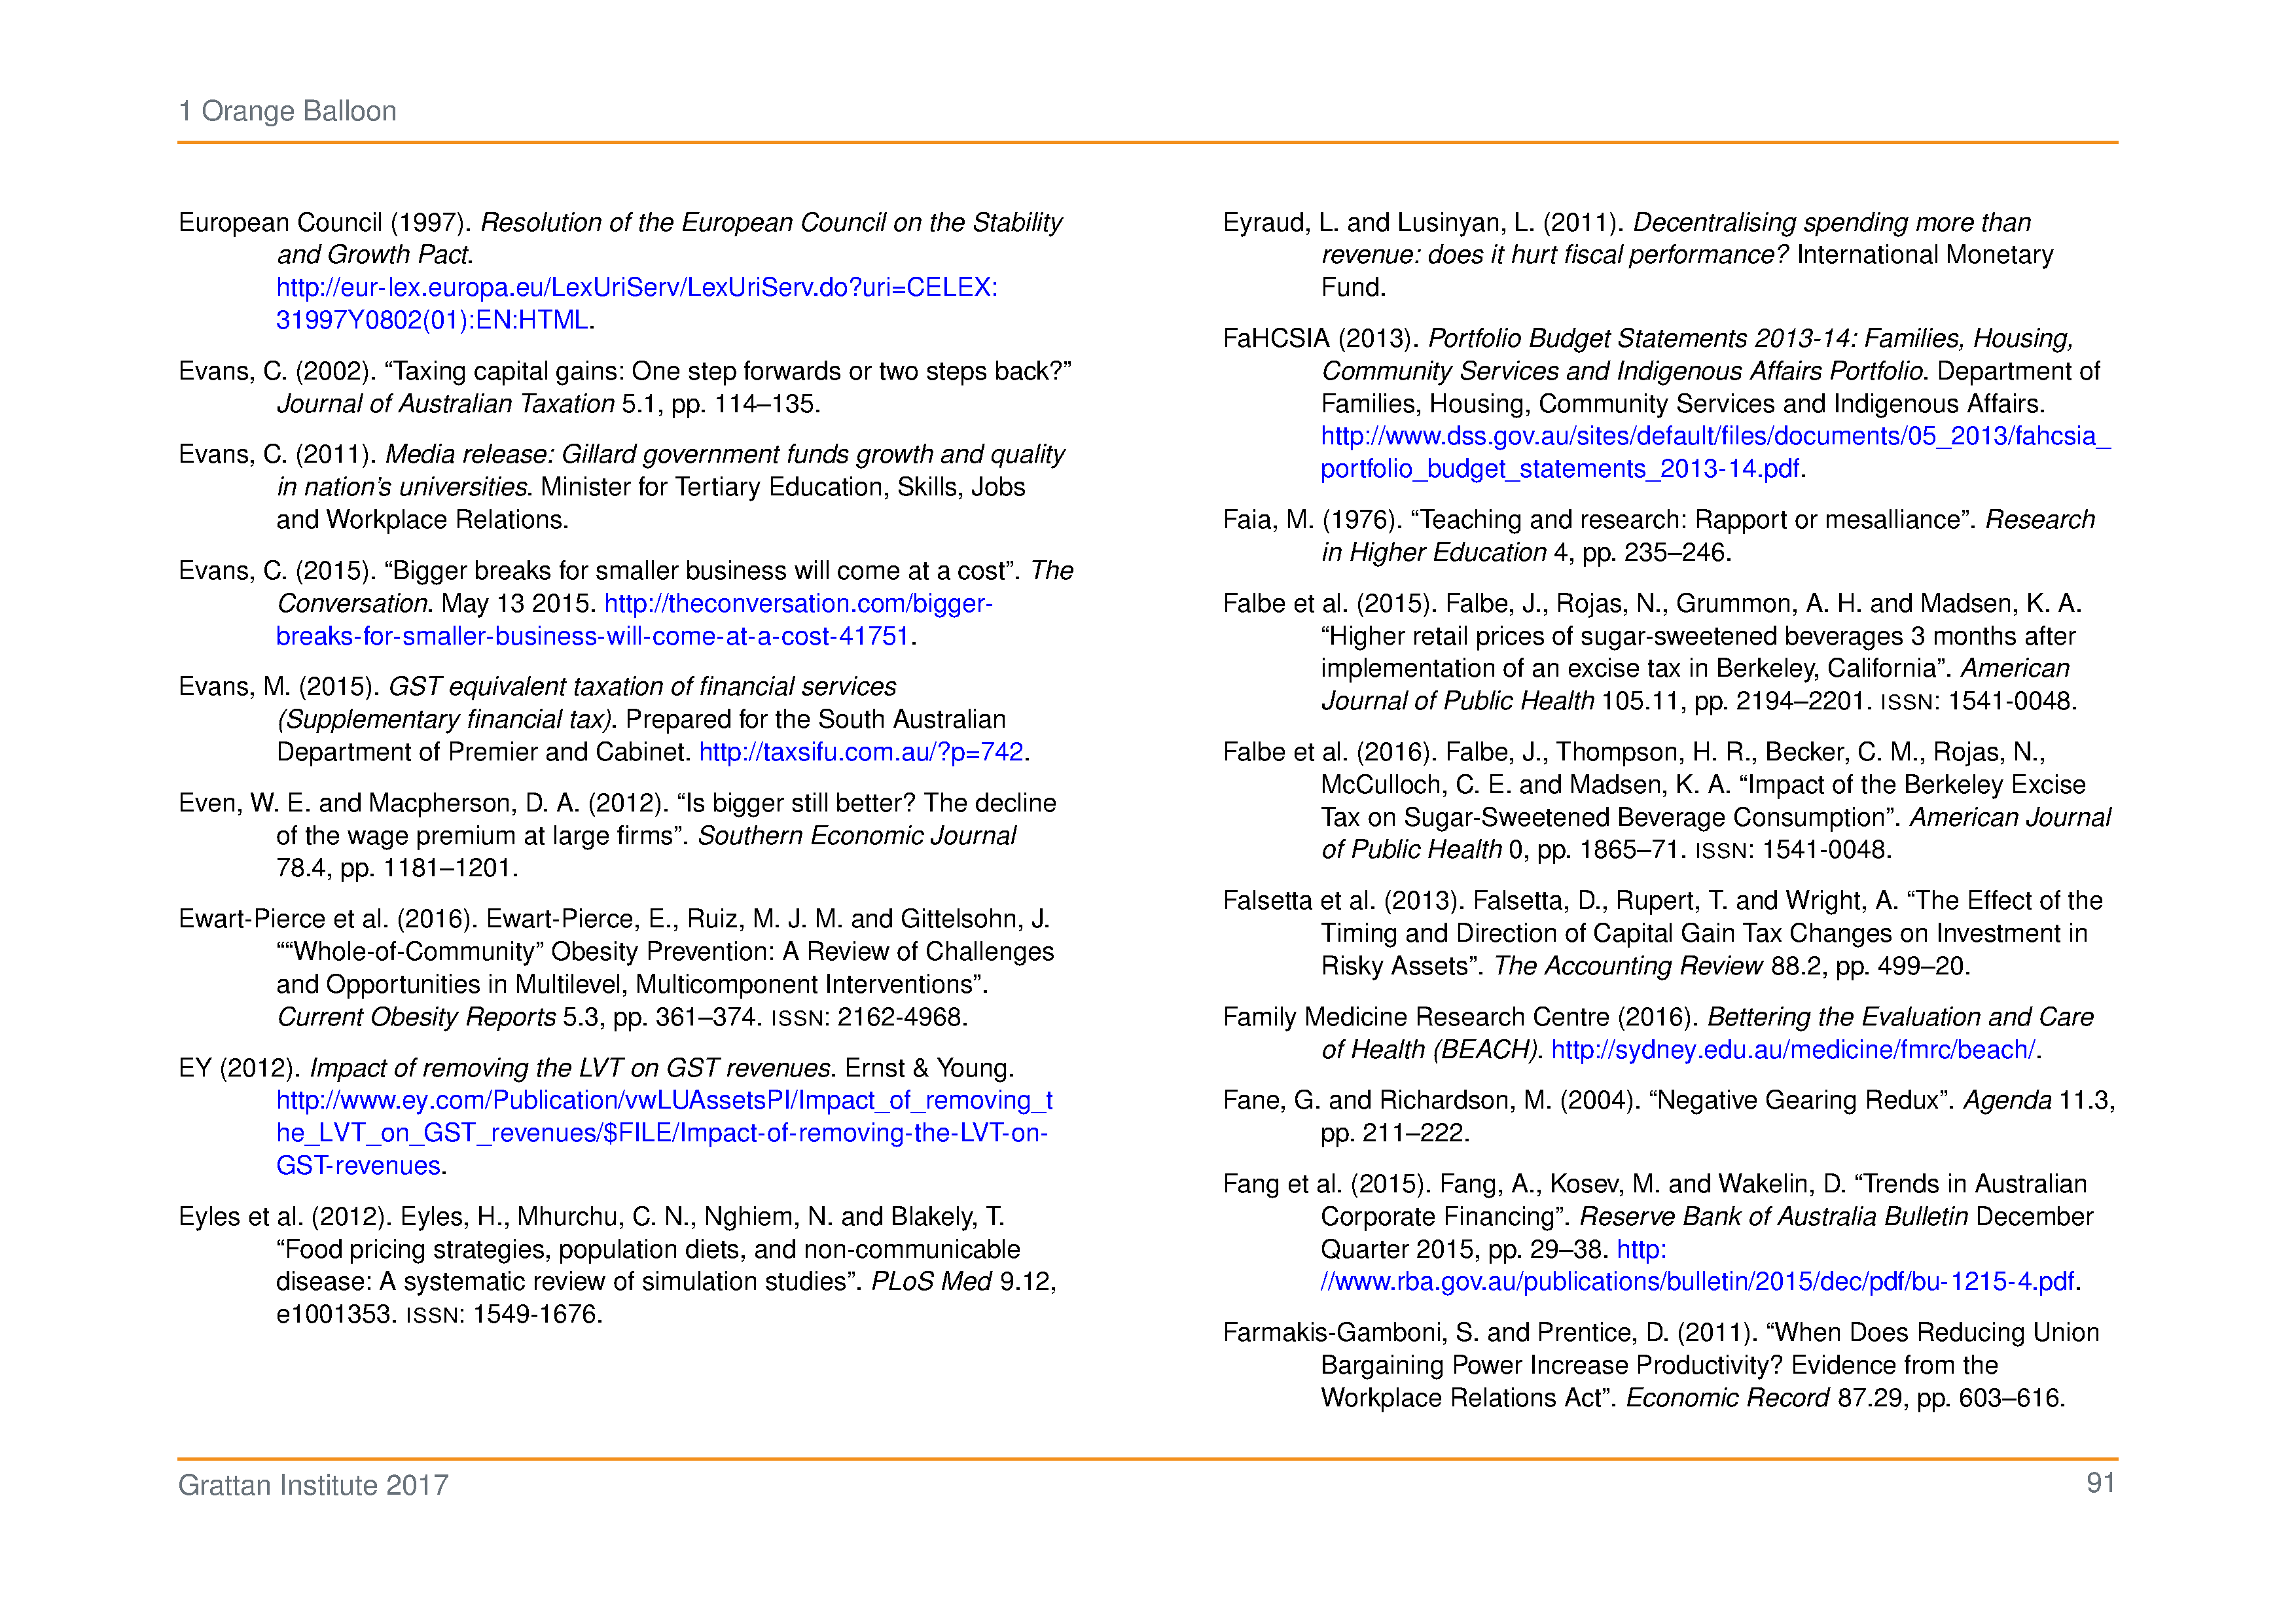 1 Orange Balloon
European Council (1997). Resolution of the European Council on the Stability
and Growth Pact.
http://eur-lex.europa.eu/LexUriServ/LexUriServ.do?uri=CELEX:
31997Y0802(01):EN:HTML.
Evans, C. (2002). “Taxing capital gains: One step forwards or two steps back?”
Journal of Australian Taxation 5.1, pp. 114–135.
Evans, C. (2011). Media release: Gillard government funds growth and quality
in nation’s universities. Minister for Tertiary Education, Skills, Jobs
and Workplace Relations.
Evans, C. (2015). “Bigger breaks for smaller business will come at a cost”. The
Conversation. May 13 2015. http://theconversation.com/bigger-
breaks-for-smaller-business-will-come-at-a-cost-41751.
Evans, M. (2015). GST equivalent taxation of financial services
(Supplementary financial tax). Prepared for the South Australian
Department of Premier and Cabinet. http://taxsifu.com.au/?p=742.
Even, W. E. and Macpherson, D. A. (2012). “Is bigger still better? The decline
of the wage premium at large firms”. Southern Economic Journal
78.4, pp. 1181–1201.
Ewart-Pierce et al. (2016). Ewart-Pierce, E., Ruiz, M. J. M. and Gittelsohn, J.
““Whole-of-Community” Obesity Prevention: A Review of Challenges
and Opportunities in Multilevel, Multicomponent Interventions”.
Current Obesity Reports 5.3, pp. 361–374. ISSN: 2162-4968.
EY (2012). Impact of removing the LVT on GST revenues. Ernst & Young.
http://www.ey.com/Publication/vwLUAssetsPI/Impact_of_removing_t
he_LVT_on_GST_revenues/$FILE/Impact-of-removing-the-LVT-on-
GST-revenues.
Eyles et al. (2012). Eyles, H., Mhurchu, C. N., Nghiem, N. and Blakely, T.
“Food pricing strategies, population diets, and non-communicable
disease: A systematic review of simulation studies”. PLoS Med 9.12,
e1001353. ISSN: 1549-1676.
Eyraud, L. and Lusinyan, L. (2011). Decentralising spending more than
revenue: does it hurt fiscal performance? International Monetary
Fund.
FaHCSIA (2013). Portfolio Budget Statements 2013-14: Families, Housing,
Community Services and Indigenous Affairs Portfolio. Department of
Families, Housing, Community Services and Indigenous Affairs.
http://www.dss.gov.au/sites/default/files/documents/05_2013/fahcsia_
portfolio_budget_statements_2013-14.pdf.
Faia, M. (1976). “Teaching and research: Rapport or mesalliance”. Research
in Higher Education 4, pp. 235–246.
Falbe et al. (2015). Falbe, J., Rojas, N., Grummon, A. H. and Madsen, K. A.
“Higher retail prices of sugar-sweetened beverages 3 months after
implementation of an excise tax in Berkeley, California”. American
Journal of Public Health 105.11, pp. 2194–2201. ISSN: 1541-0048.
Falbe et al. (2016). Falbe, J., Thompson, H. R., Becker, C. M., Rojas, N.,
McCulloch, C. E. and Madsen, K. A. “Impact of the Berkeley Excise
Tax on Sugar-Sweetened Beverage Consumption”. American Journal
of Public Health 0, pp. 1865–71. ISSN: 1541-0048.
Falsetta et al. (2013). Falsetta, D., Rupert, T. and Wright, A. “The Effect of the
Timing and Direction of Capital Gain Tax Changes on Investment in
Risky Assets”. The Accounting Review 88.2, pp. 499–20.
Family Medicine Research Centre (2016). Bettering the Evaluation and Care
of Health (BEACH). http://sydney.edu.au/medicine/fmrc/beach/.
Fane, G. and Richardson, M. (2004). “Negative Gearing Redux”. Agenda 11.3,
pp. 211–222.
Fang et al. (2015). Fang, A., Kosev, M. and Wakelin, D. “Trends in Australian
Corporate Financing”. Reserve Bank of Australia Bulletin December
Quarter 2015, pp. 29–38. http:
//www.rba.gov.au/publications/bulletin/2015/dec/pdf/bu-1215-4.pdf.
Farmakis-Gamboni, S. and Prentice, D. (2011). “When Does Reducing Union
Bargaining Power Increase Productivity? Evidence from the
Workplace Relations Act”. Economic Record 87.29, pp. 603–616.
Grattan Institute 2017
91